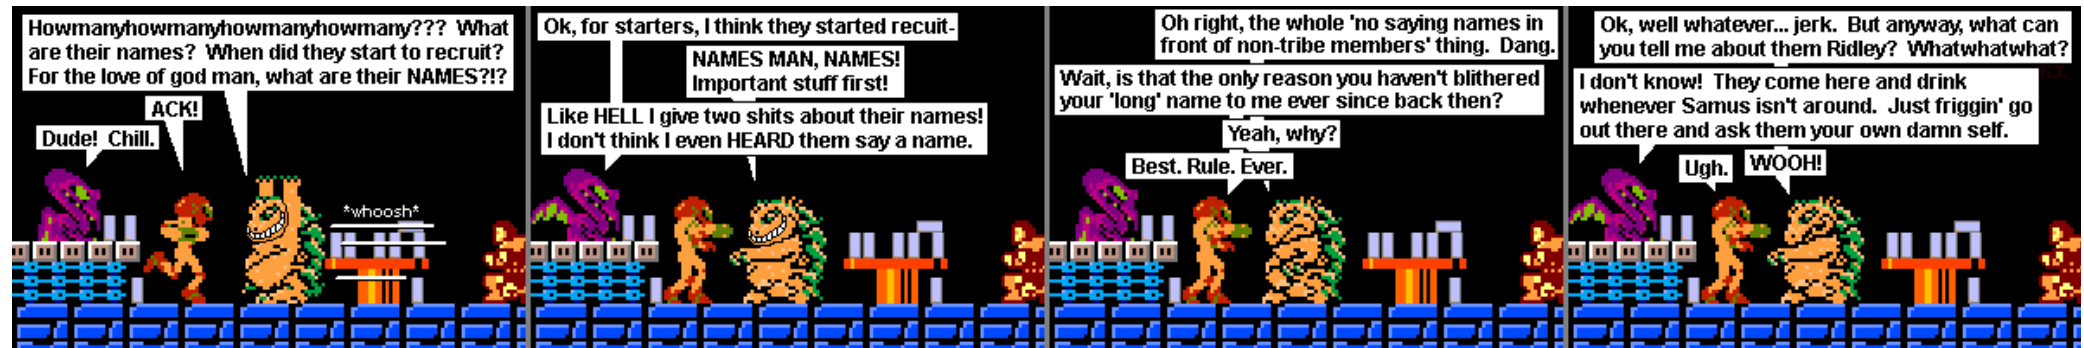 Howmanyhowmanyhowmanyhowmany??? What
are their names? When did they start to recruit?
For the love of god man, what are their NAMES?!?
ACK!
Dude! Chill.
*whoosh*
Ok, for starters, I think they started recuit-
NAMES MAN, NAMES!
Important stuff first!
Like HELL I give two shits about their names!
I don't think I even HEARD them say a name.
Oh right, the whole 'no saying names in
front of non-tribe members' thing. Dang.
Wait, is that the only reason you haven't blithered
your 'long' name to me ever since back then?
Yeah, why?
Best. Rule. Ever.
Ok, well whatever... jerk. But anyway, what can
you tell me about them Ridley? Whatwhatwhat?
I don't know! They come here and drink
whenever Samus isn't around. Just friggin' go
out there and ask them your own damn self.
Ugh.
WOOH!